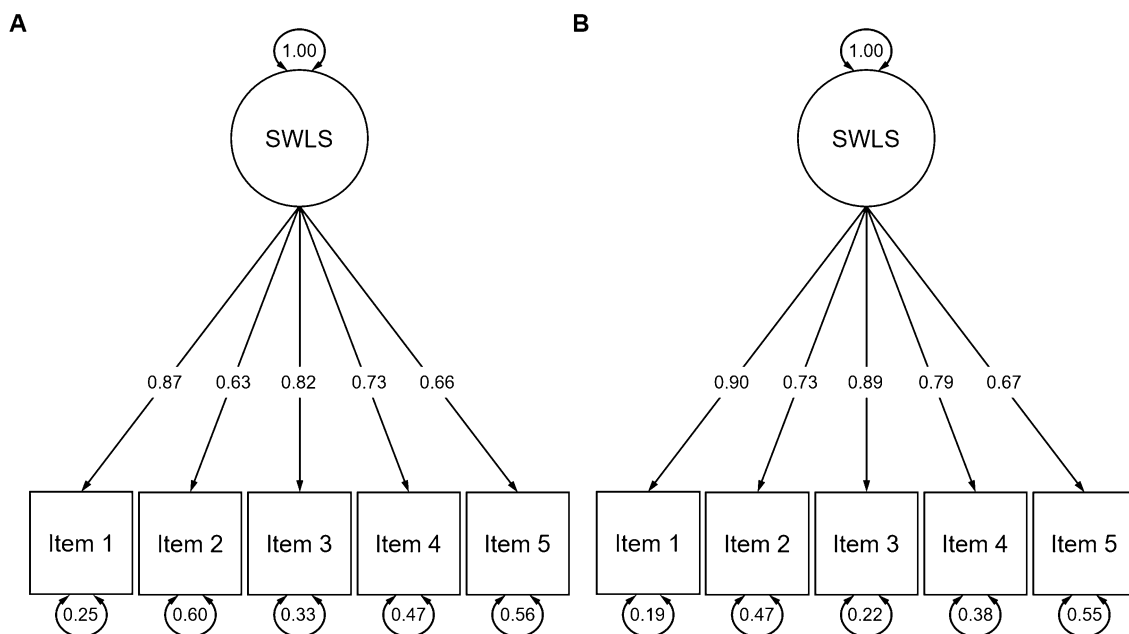 A
B
1.00
1.00
SWLS
SWLS
0.87 0.63 0.82 0.73 0.66
0.90 0.73 0.89 0.79 0.67
Item 1 Item 2 Item 3 Item 4 Item 5
Item 1 Item 2 Item 3 Item 4 Item 5
0.25 0.60 0.33 0.47 0.56
0.19 0.47 0.22 0.38 0.55